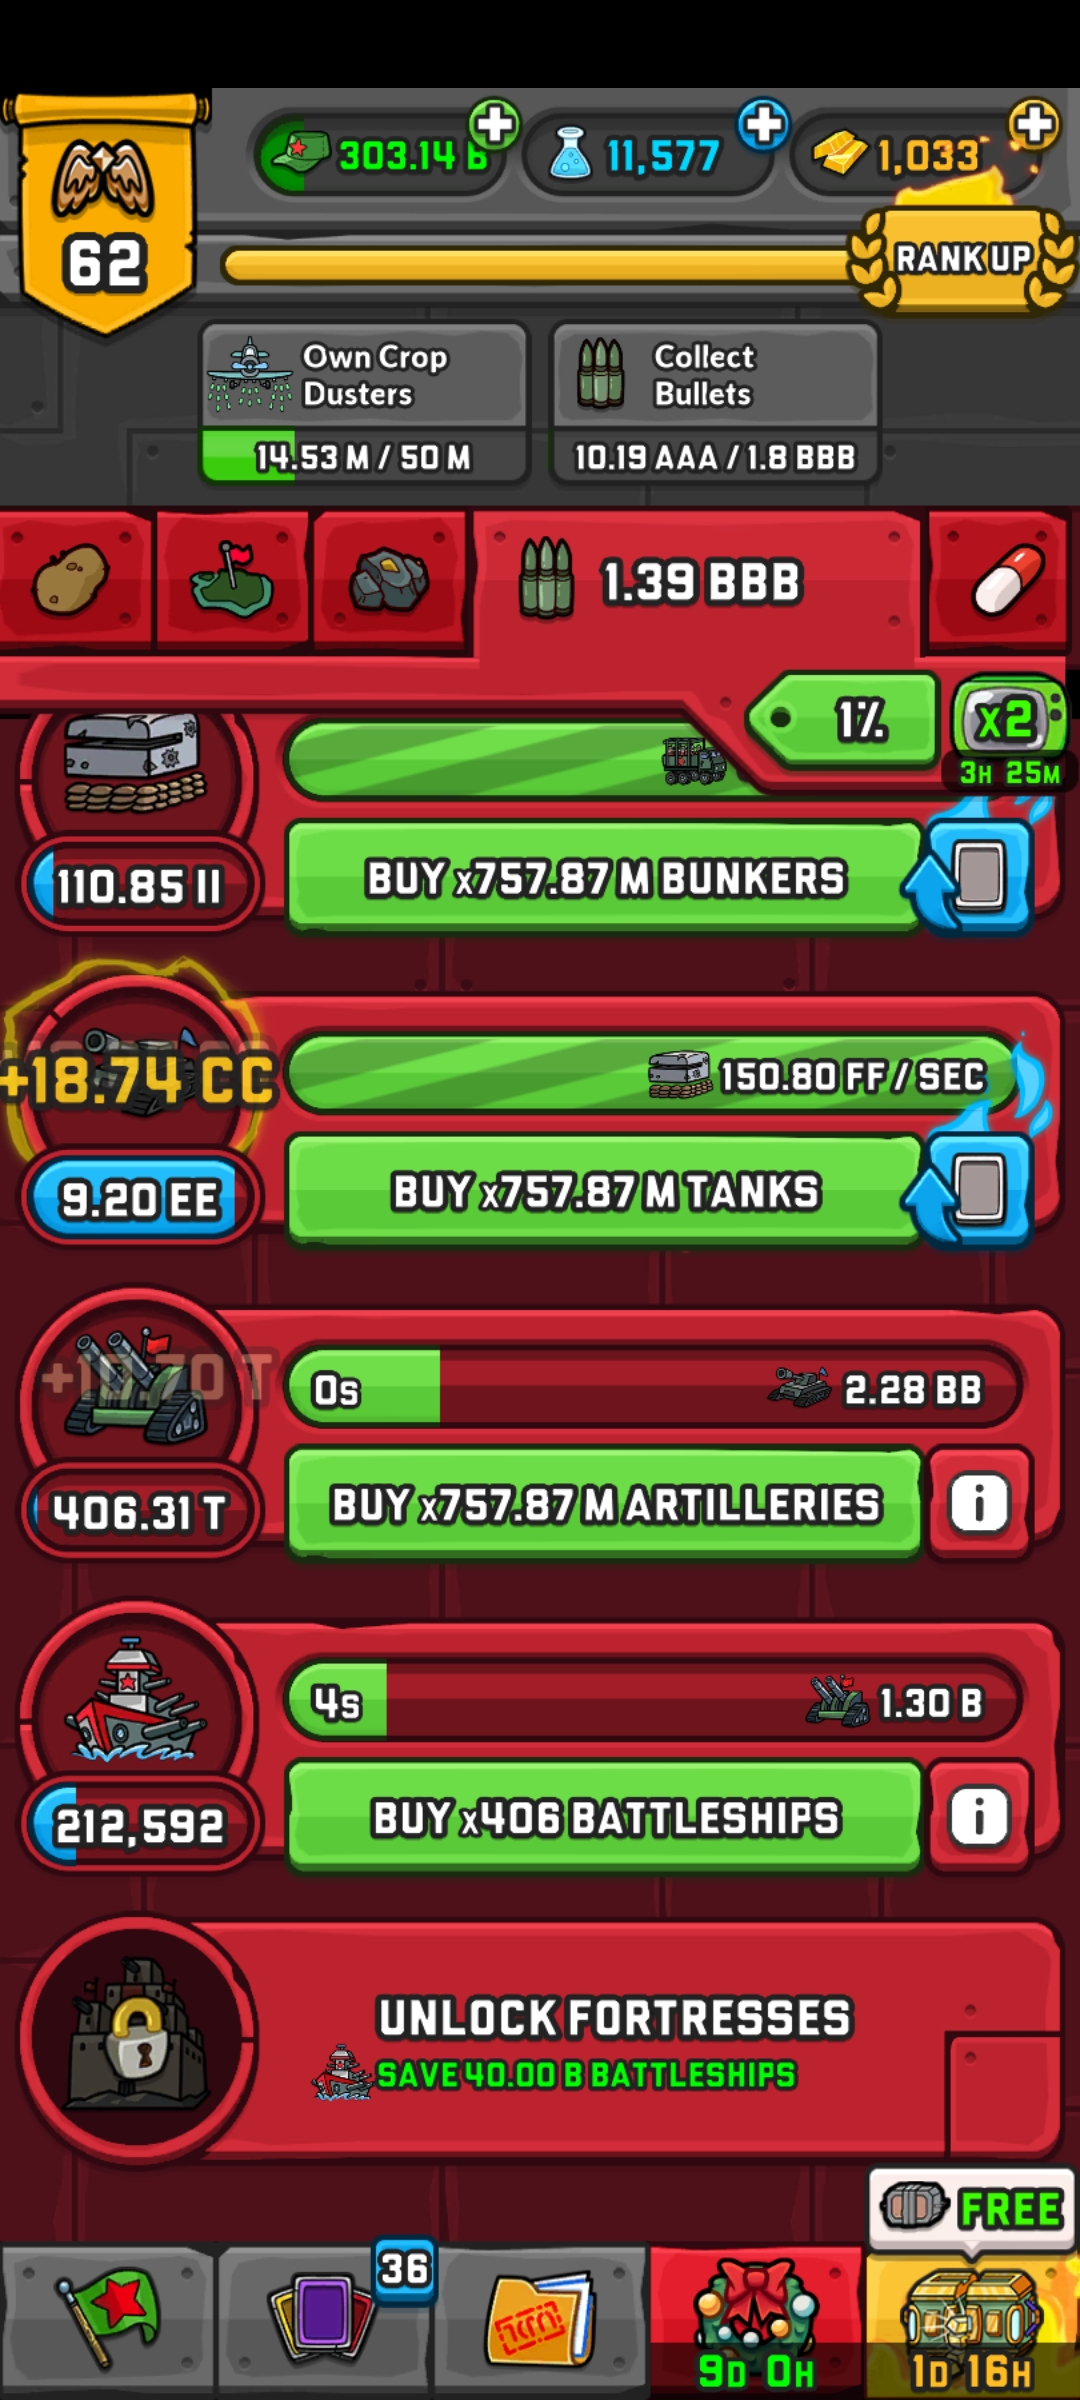 303.14 B
11,577
1,033
62
RANK UP
Own Crop
Dusters
Collect
Bullets
14.53 M / 50 M
10.19 AAA / 1.8 BBB
1.39 BBB
1%
x2
3H 25M
110.85 II
BUY x757.87 M BUNKERS
+18.74 CC
150.80 FF / SEC
9.20 EE
BUY x757.87 M TANKS
0s
2.28 BB
406.31 T
BUY x757.87 M ARTILLERIES
4s
1.30 B
212,592
BUY x406 BATTLESHIPS
UNLOCK FORTRESSES
SAVE 40.00 B BATTLESHIPS
FREE
36
9D 0H
1D 16H